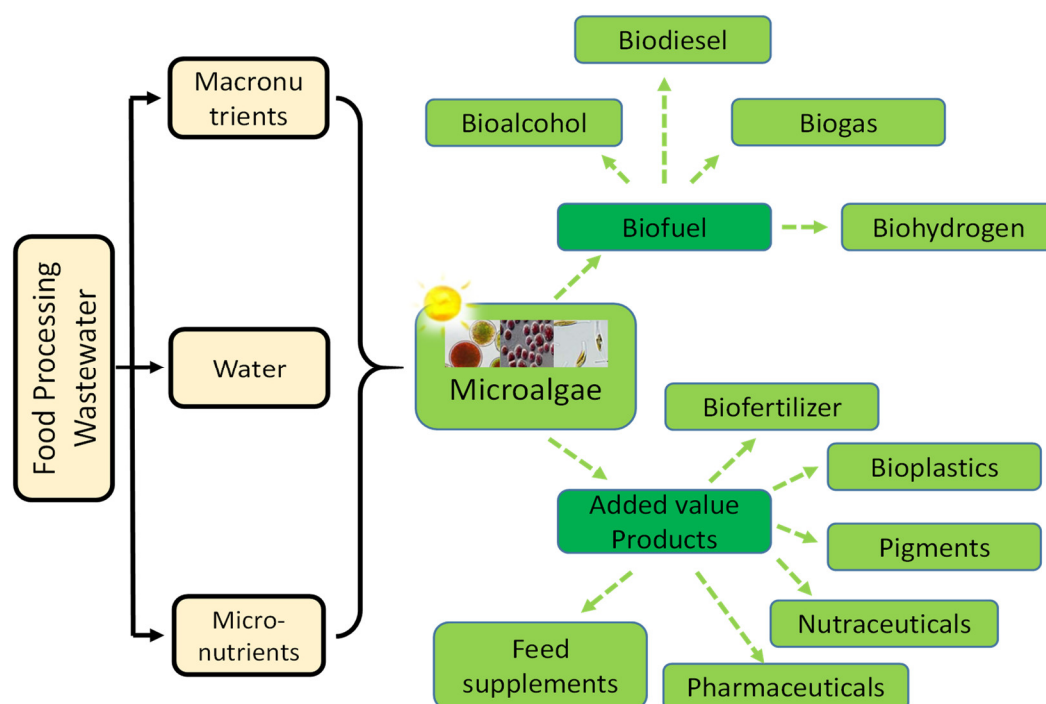 Biodiesel
Macronu
trients
Bioalcohol
Biogas
Biofuel
Biohydrogen
Food Processing
Wastewater
Water
Microalgae
Biofertilizer
Bioplastics
Added value
Products
Pigments
Micro-
nutrients
Nutraceuticals
Feed
supplements
Pharmaceuticals